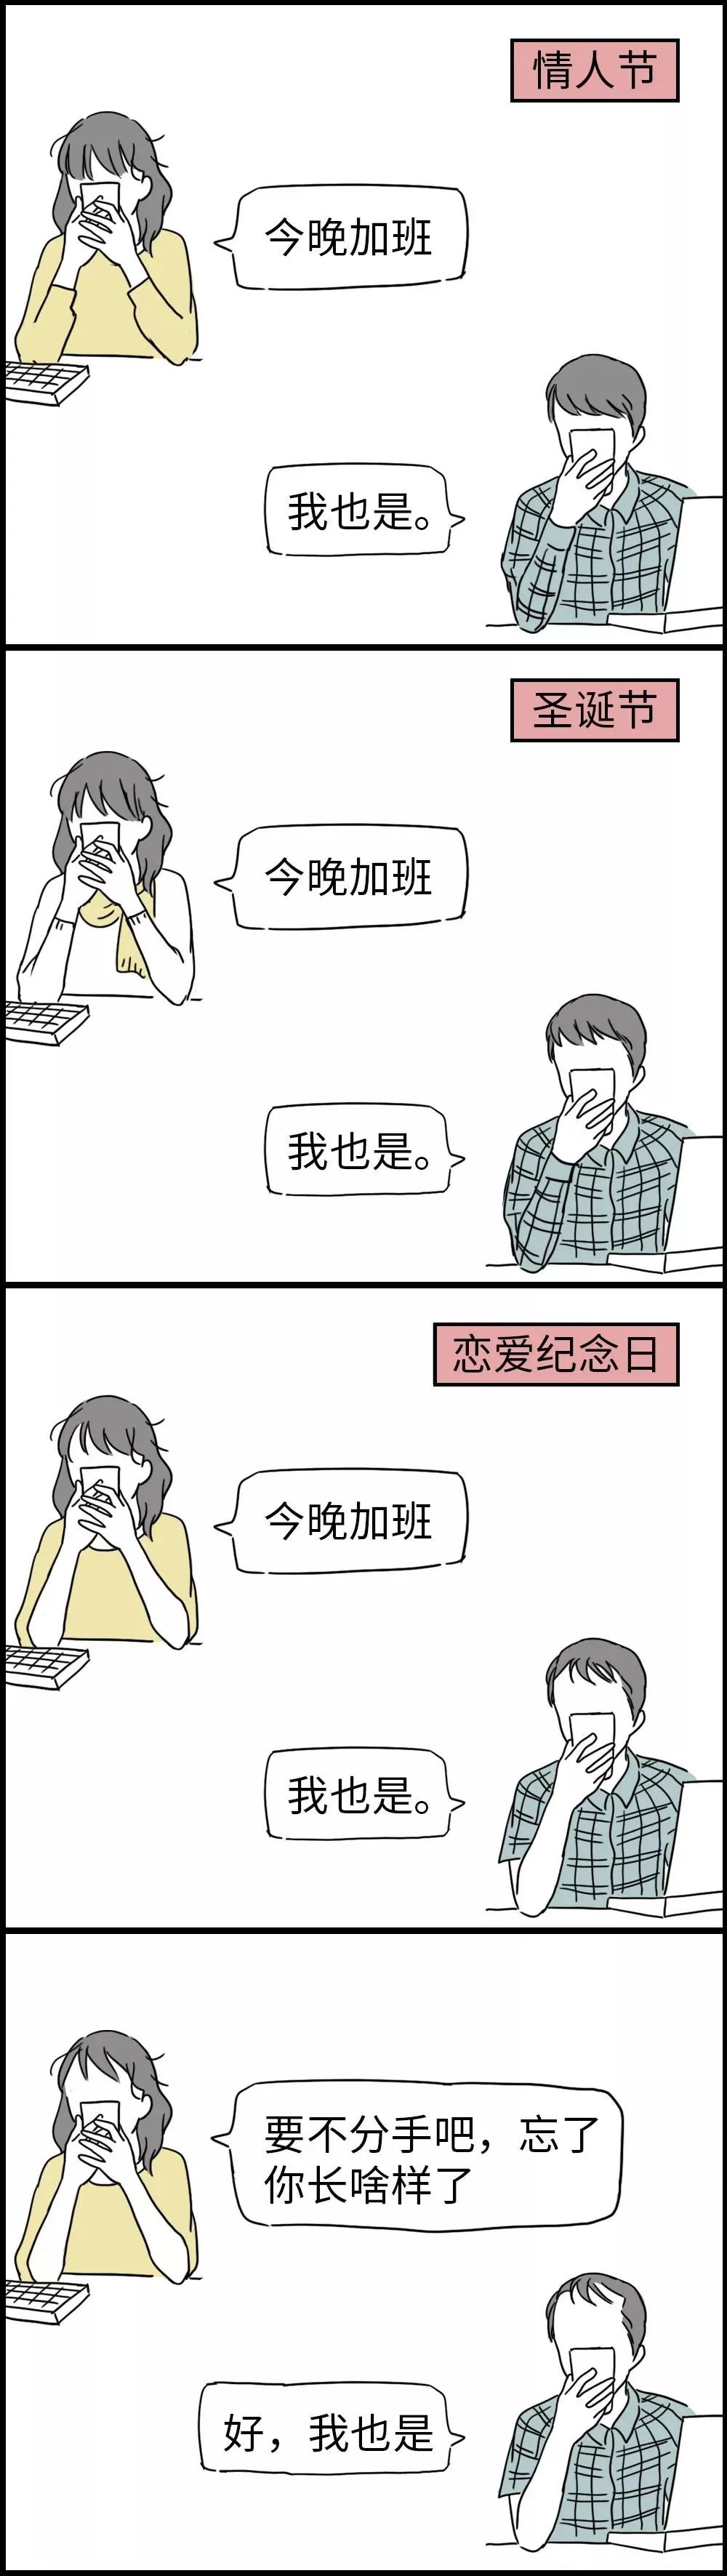 情人节
今晚加班
我也是。
圣诞节
今晚加班
我也是。
恋爱纪念日
今晚加班
我也是。
要不分手吧，忘了
你长啥样了
好，我也是